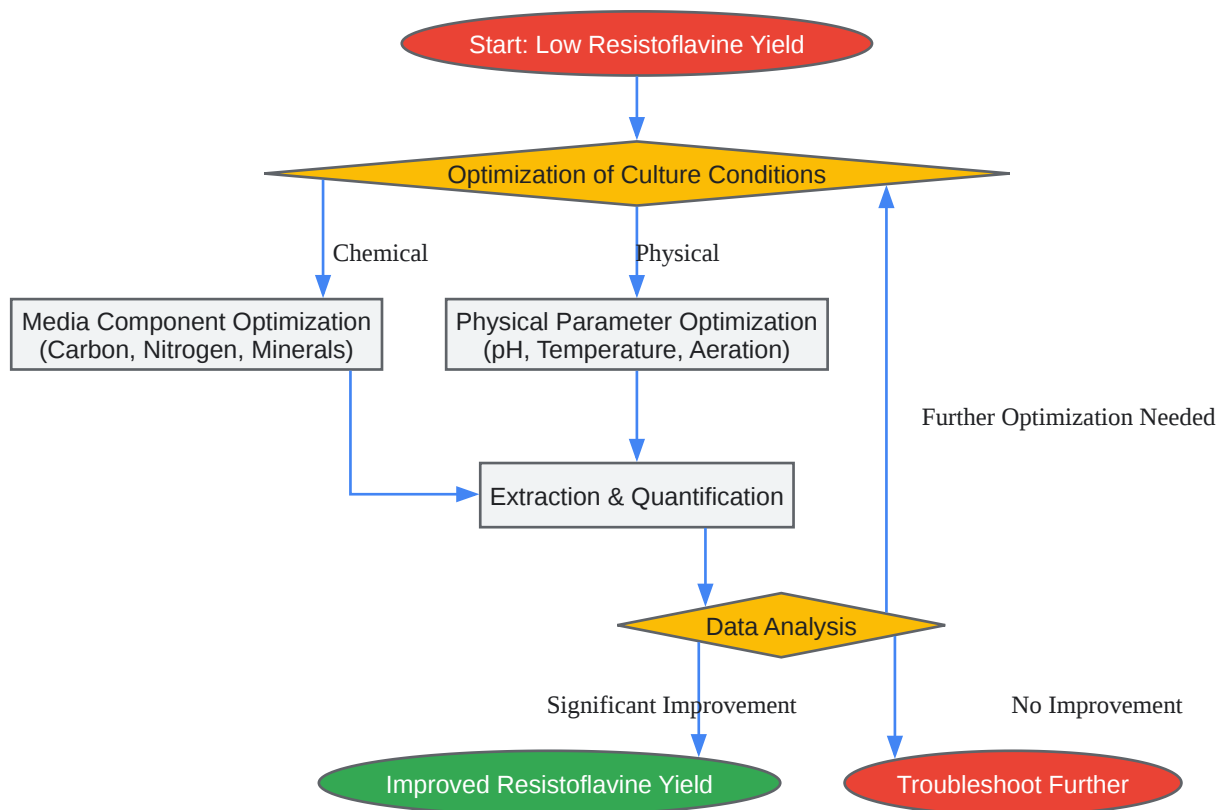 Start: Low Resistoflavine Yield
Optimization of Culture Conditions
Chemical
Physical
Media Component Optimization
(Carbon, Nitrogen, Minerals)
Physical Parameter Optimization
(pH, Temperature, Aeration)
Further Optimization Needed
Extraction & Quantification
Data Analysis
Significant Improvement
No Improvement
Improved Resistoflavine Yield
Troubleshoot Further